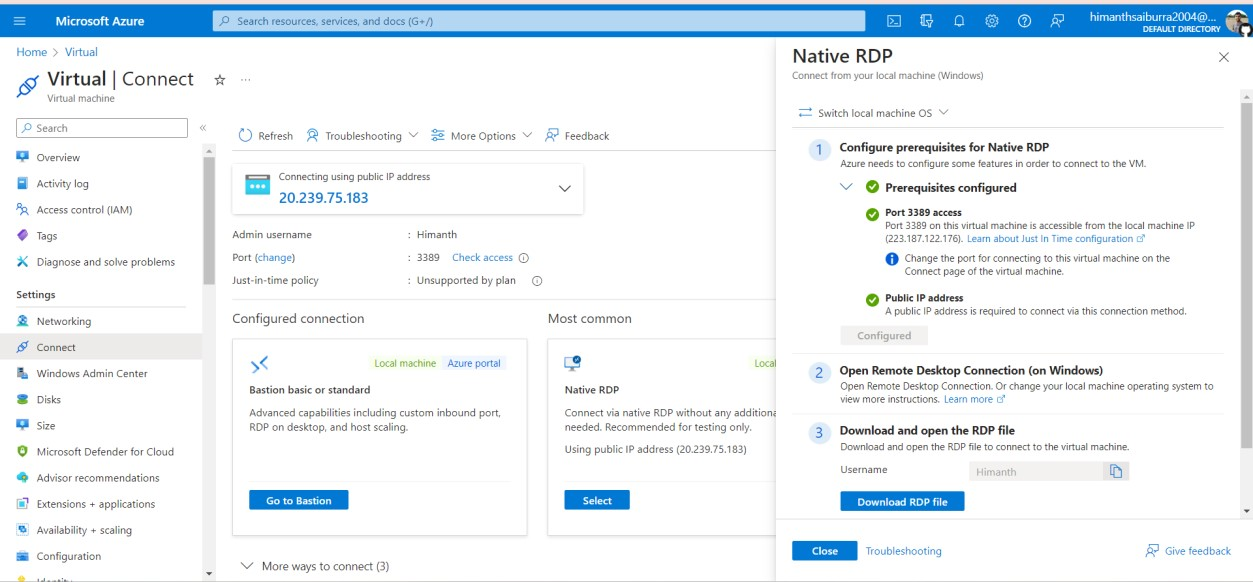 Microsoft Azure
Search resources, services, and docs (G+/)
himanthsaiburra2004@...
DEFAULT DIRECTORY
Home > Virtual
Virtual | Connect
Virtual machine
Search
Overview
Activity log
Access control (IAM)
Tags
Diagnose and solve problems
Settings
Networking
Connect
Windows Admin Center
Disks
Size
Microsoft Defender for Cloud
Advisor recommendations
Extensions + applications
Availability + scaling
Configuration
Identity
Refresh
Troubleshooting
More Options
Feedback
Connecting using public IP address
20.239.75.183
Admin username : Himanth
Port (change) : 3389 Check access
Just-in-time policy : Unsupported by plan
Configured connection
Local machine Azure portal
Bastion basic or standard
Advanced capabilities including custom inbound port,
RDP on desktop, and host scaling.
Go to Bastion
Most common
Local
Native RDP
Connect via native RDP without any additiona
needed. Recommended for testing only.
Using public IP address (20.239.75.183)
Select
More ways to connect (3)
Native RDP
Connect from your local machine (Windows)
Switch local machine OS
1 Configure prerequisites for Native RDP
Azure needs to configure some features in order to connect to the VM.
Prerequisites configured
Port 3389 access
Port 3389 on this virtual machine is accessible from the local machine IP
(223.187.122.176). Learn about Just In Time configuration
Change the port for connecting to this virtual machine on the
Connect page of the virtual machine.
Public IP address
A public IP address is required to connect via this connection method.
Configured
2 Open Remote Desktop Connection (on Windows)
Open Remote Desktop Connection. Or change your local machine operating system to
view more instructions. Learn more
3 Download and open the RDP file
Download and open the RDP file to connect to the virtual machine.
Username Himanth
Download RDP file
Close
Troubleshooting
Give feedback